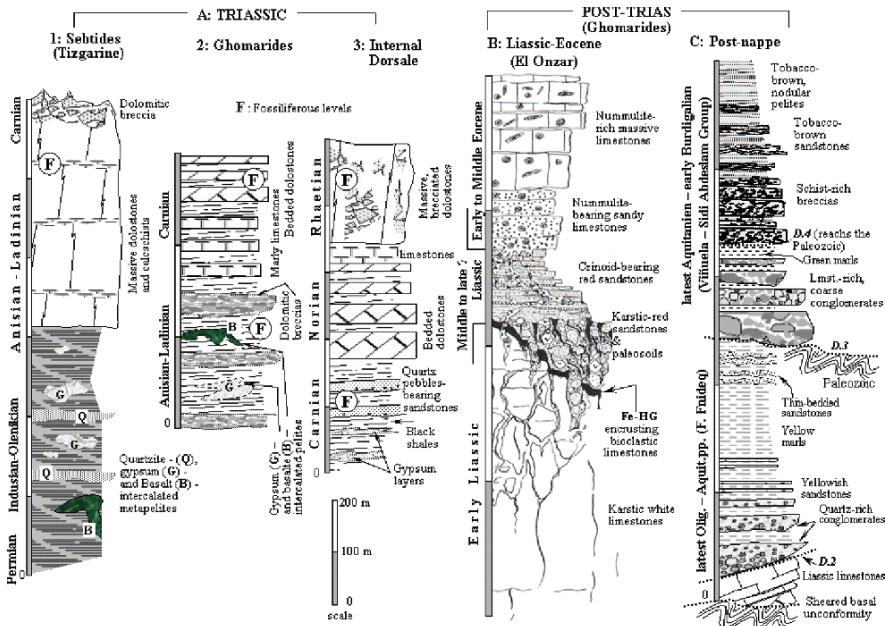 A: TRIASSIC
1: Sebtides
(Tizgarine)
2: Ghomarides
3: Internal
Dorsale
POST-TRIAS
(Ghomarides)
B: Liassic-Eocene
(El Onzar)
C: Post-nappe
F : Fossiliferous levels
Carnian
Anisian - Ladinian
Indusian-Olenikian
Permian
0
Dolomitic
breccia
F
Massive dolostones
and calcschists
G
Q
G
Q
B
Quartzite - (Q),
gypsum (G) -
and Basalt (B) -
intercalated
metapelites
Carnian
Anisian-Ladinian
0
F
Marly limestones
Bedded dolostones
B
F
Dolomitic
breccias
G
Gypsum (G) -
and basalte (B) -
intercalated pelites
Rhaetian
Norian
Carnian
0
F
Massive,
brecciated
dolostones
limestones
Bedded
dolostones
Quartz
pebbles-
bearing
sandstones
F
Black
shales
Gypsum
layers
200 m
100 m
0
scale
Early to Middle Eocene
Middle to late ?
Liassic
Early Liassic
Nummulite-
rich massive
limestones
Nummulite-
bearing sandy
limestones
Crinoid-bearing
red sandstones
Karstic-red
sandstones
&
paleosoils
Fe-HG
encrusting
bioclastic
limestones
Karstic white
limestones
latest Aquitanien – early Burdigalian
(Viñuela – Sidi Abdeslam Group)
latest Olig. – Aquit.pp. (F. Fnideq)
0
Tobacco-
brown,
nodular
pelites
Tobacco-
brown
sandstones
Schist-rich
breccias
D.4 (reachs the
Paleozoic)
Green marls
Lmst.-rich,
coarse
conglomerates
D.3
Paleozoic
Thin-bedded
sandstones
Yellow
marls
Yellowish
sandstones
Quartz-rich
conglomerates
D.2
Liassic limestones
Sheared basal
unconformity